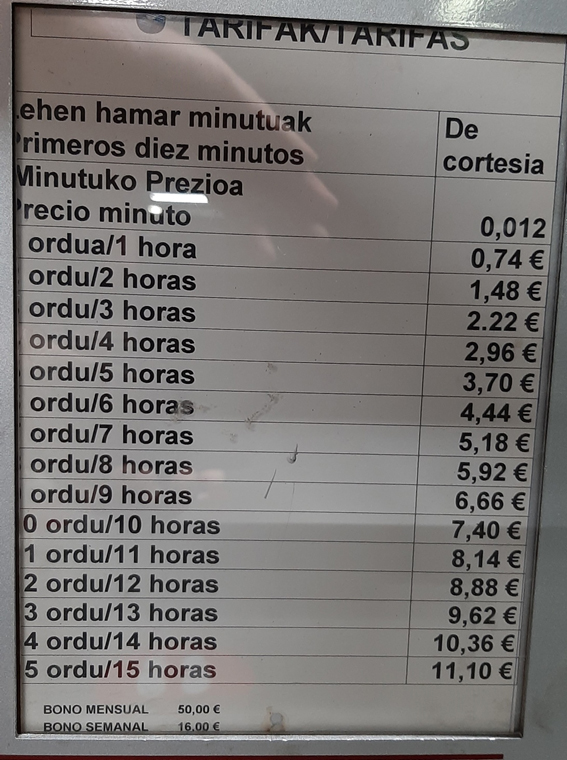 TARIFAK/TARIFAS
ehen hamar minutuak
rimeros diez minutos
De
cortesia
Minutuko Prezioa
recio minuto
0,012
ordua/1 hora 0,74 €
ordu/2 horas 1,48 €
ordu/3 horas 2.22 €
ordu/4 horas 2,96 €
ordu/5 horas 3,70 €
ordu/6 horas 4,44 €
ordu/7 horas 5,18 €
ordu/8 horas 5,92 €
ordu/9 horas 6,66 €
0 ordu/10 horas 7,40 €
1 ordu/11 horas 8,14 €
2 ordu/12 horas 8,88 €
3 ordu/13 horas 9,62 €
4 ordu/14 horas 10,36 €
5 ordu/15 horas 11,10 €
BONO MENSUAL 50,00 €
BONO SEMANAL 16.00 €